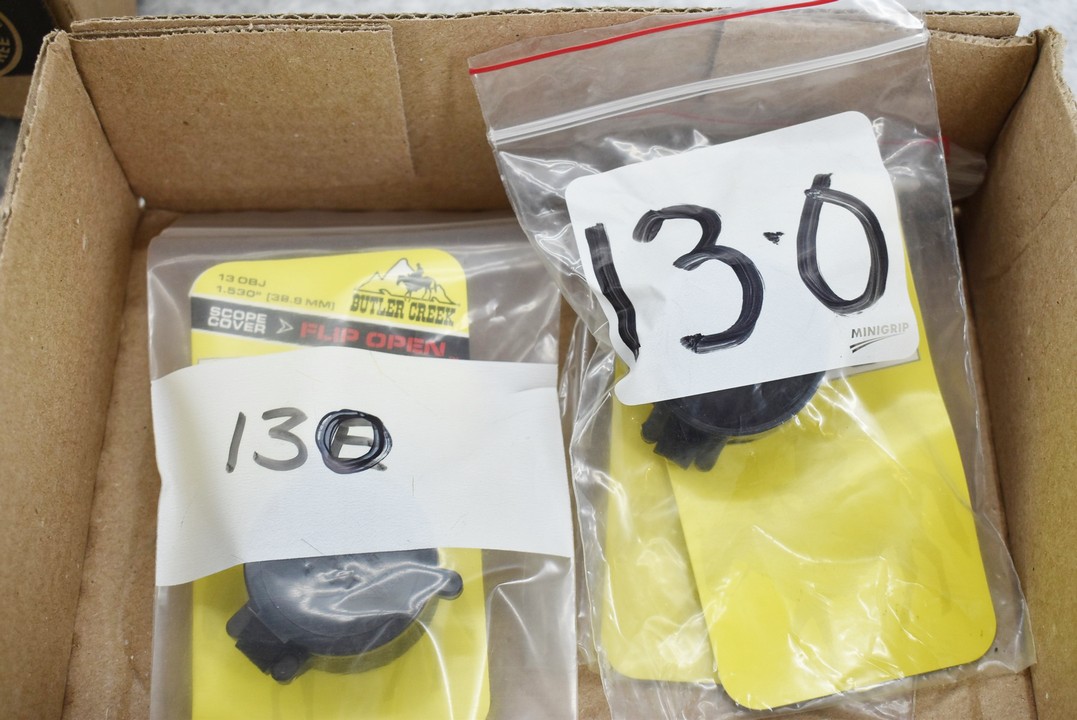 13 OBJ
1.530" [38.9 MM]
BUTLER CREEK
SCOPE
COVER
FLIP OPEN
13
13-0
MINIGRIP